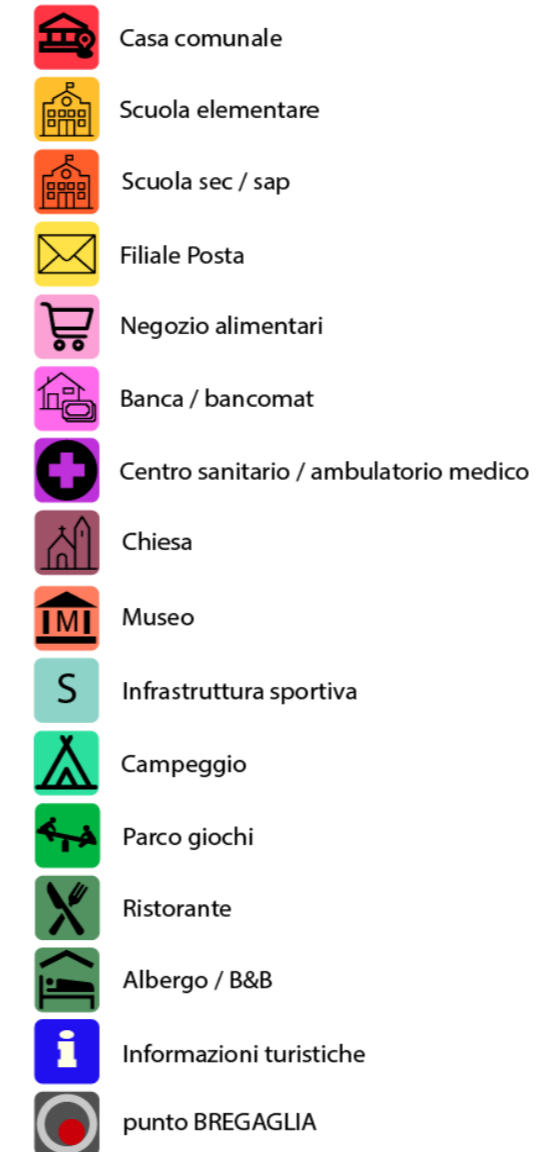 Casa comunale
Scuola elementare
Scuola sec / sap
Filiale Posta
Negozio alimentari
Banca / bancomat
Centro sanitario / ambulatorio medico
Chiesa
M Museo
S Infrastruttura sportiva
Campeggio
Parco giochi
Ristorante
Albergo / B&B
i Informazioni turistiche
punto BREGAGLIA